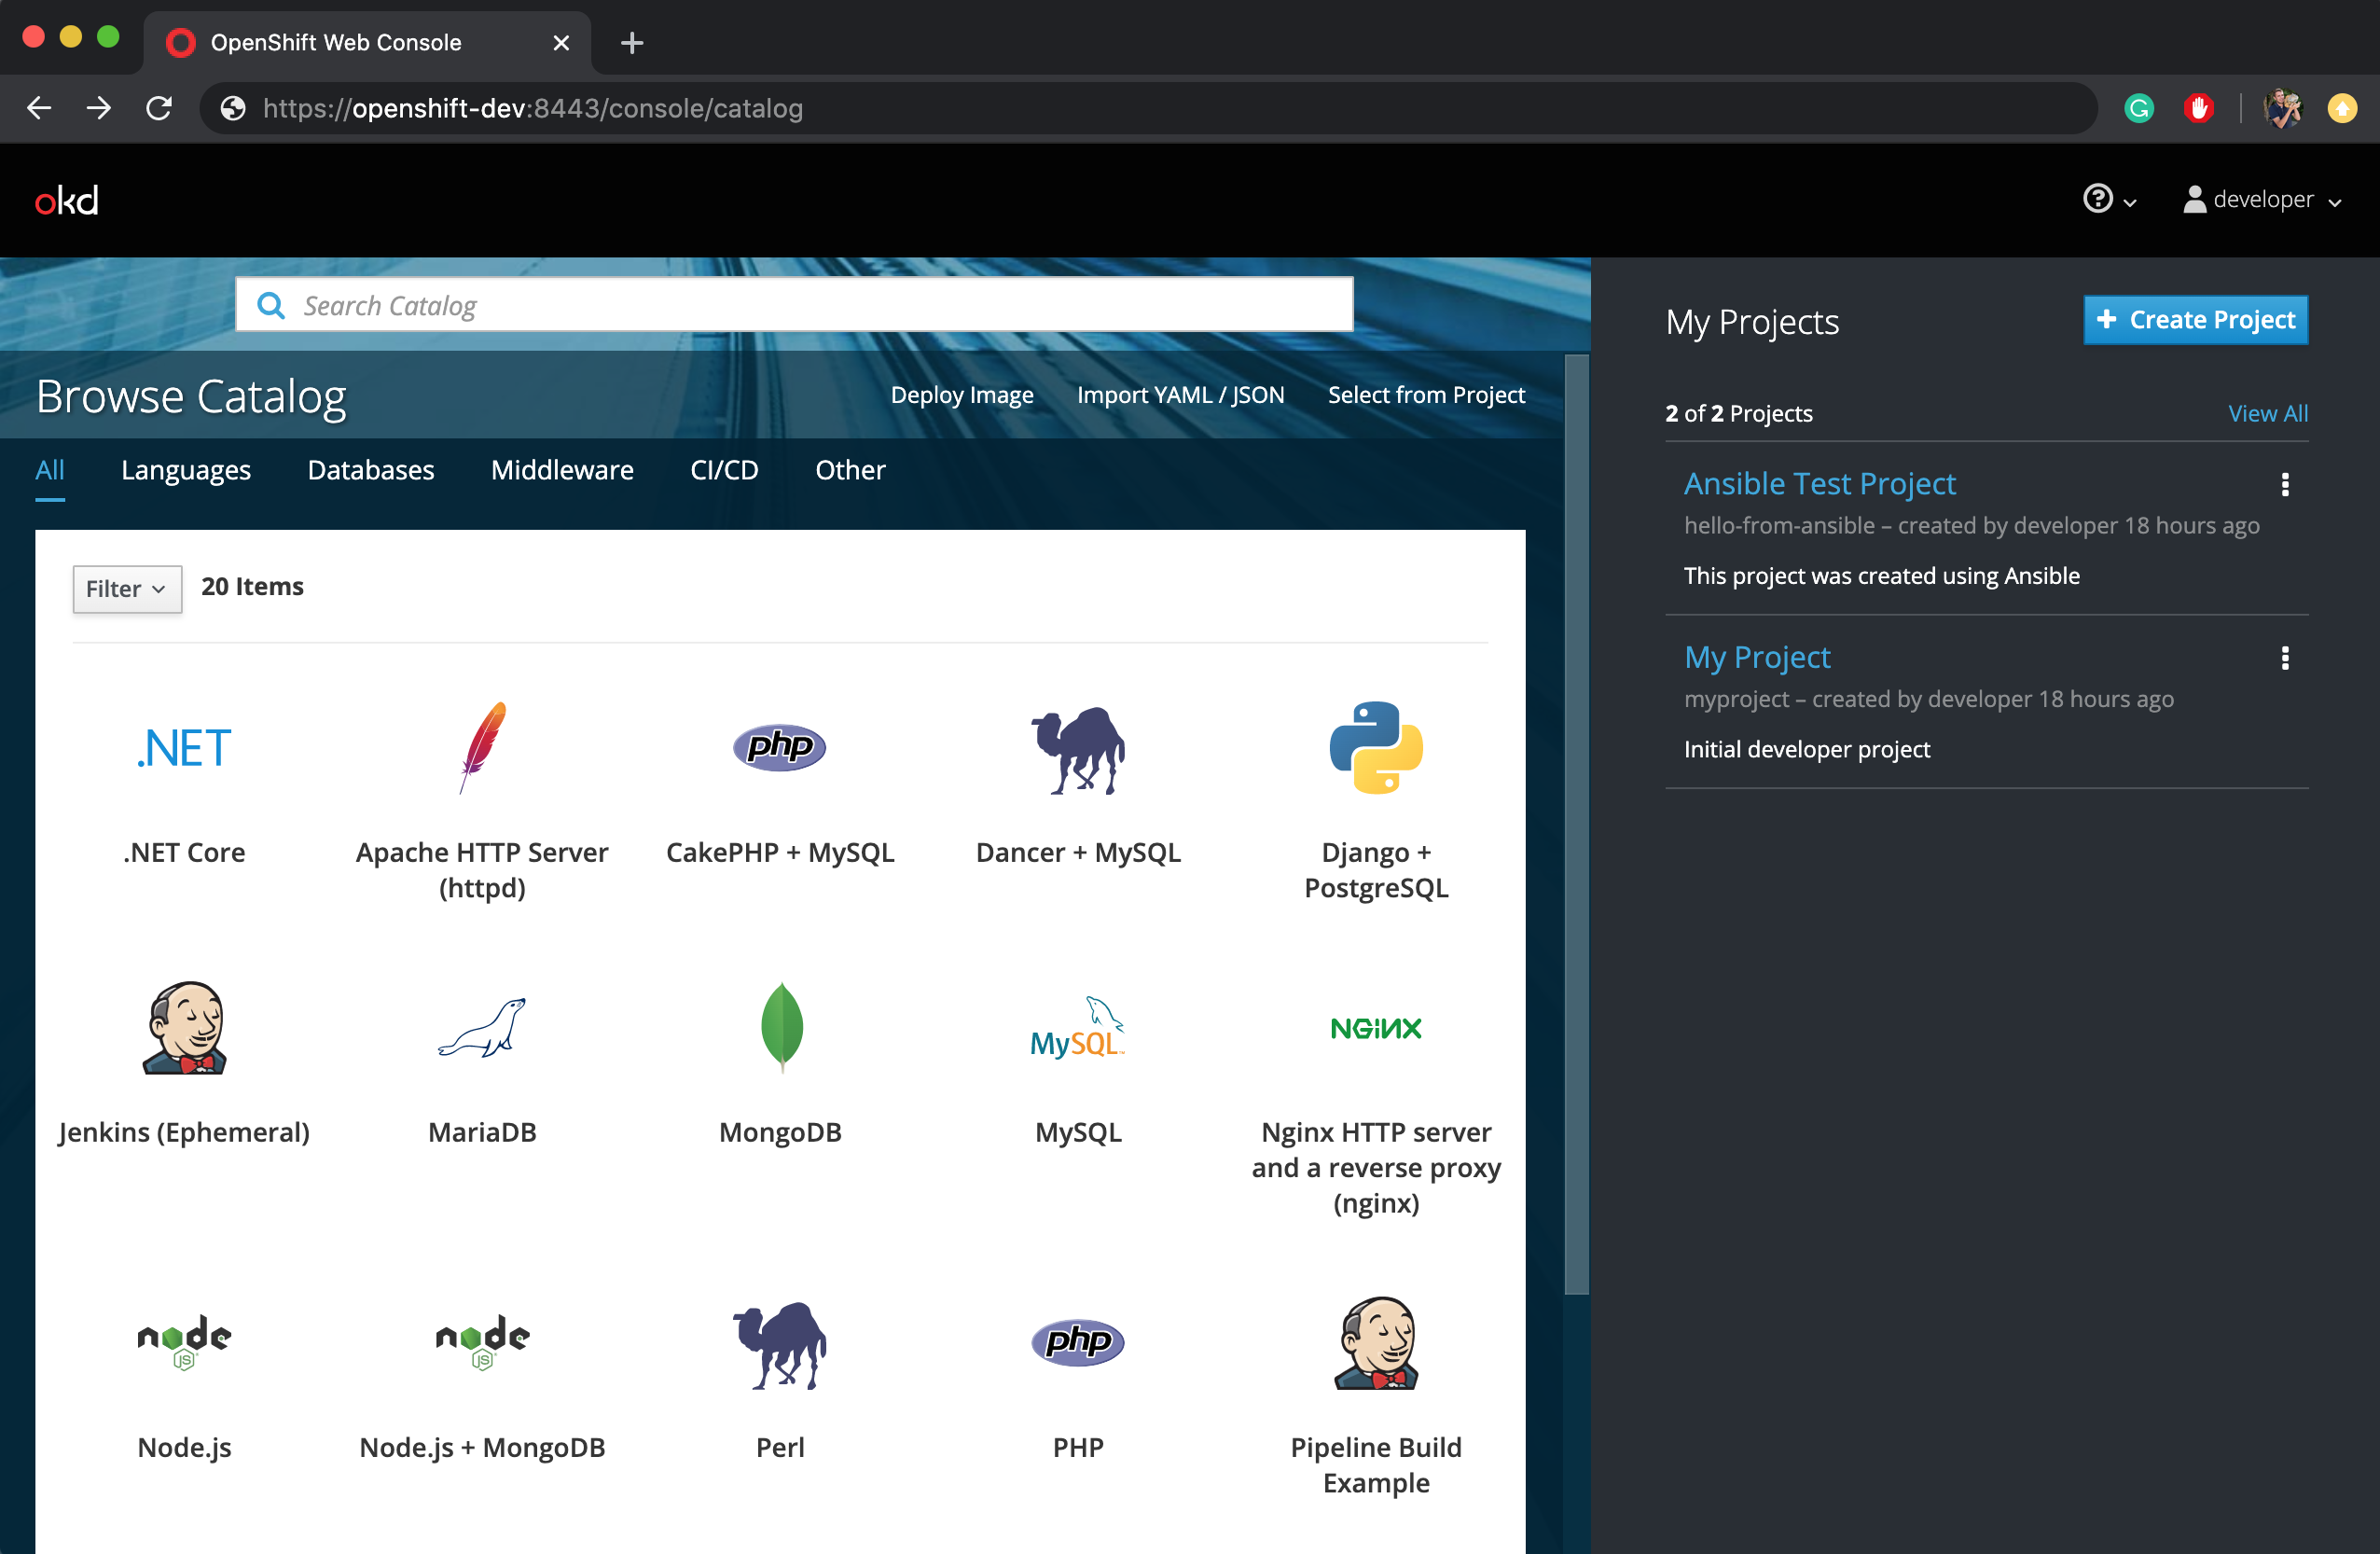 OpenShift Web Console
https://openshift-dev:8443/console/catalog
okd
developer
Search Catalog
Browse Catalog
Deploy Image
Import YAML / JSON
Select from Project
All
Languages
Databases
Middleware
CI/CD
Other
Filter
20 Items
.NET
php
.NET Core
Apache HTTP Server
(httpd)
CakePHP + MySQL
Dancer + MySQL
Django +
PostgreSQL
MySQL
NGiNX
Jenkins (Ephemeral)
MariaDB
MongoDB
MySQL
Nginx HTTP server
and a reverse proxy
(nginx)
node
JS
node
JS
php
Node.js
Node.js + MongoDB
Perl
PHP
Pipeline Build
Example
My Projects
Create Project
2 of 2 Projects
View All
Ansible Test Project
hello-from-ansible – created by developer 18 hours ago
This project was created using Ansible
My Project
myproject – created by developer 18 hours ago
Initial developer project